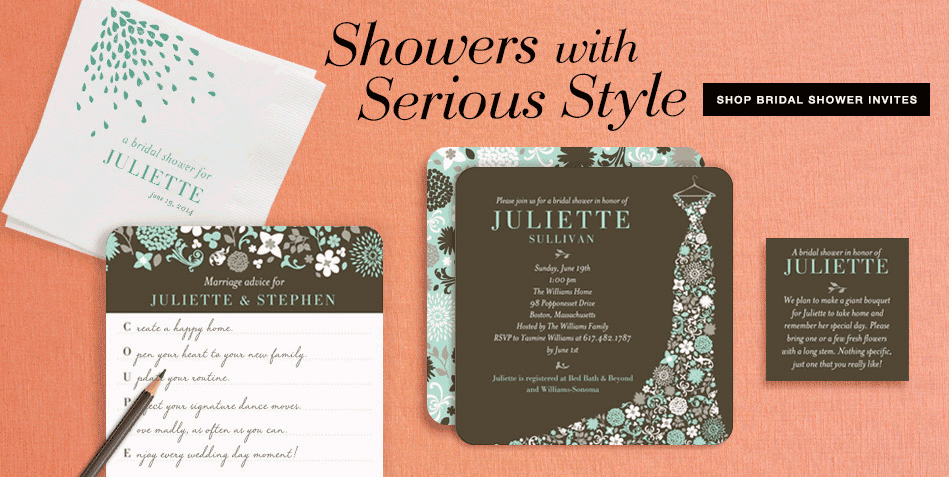 Showers with
Serious Style
SHOP BRIDAL SHOWER INVITES
a bridal shower for
JULIETTE
june 15, 2014
Marriage advice for
JULIETTE & STEPHEN
Create a happy home.
Open your heart to your new family.
Update your routine.
P fect your signature dance moves.
ove madly, as often as you can.
Enjoy every wedding day moment!
Please join us for a bridal shower in honor of
JULIETTE
SULLIVAN
Sunday, June 19th
1:00 pm
The Williams Home
98 Popponesset Drive
Boston, Massachusetts
Hosted by The Williams Family
RSVP to Yasmine Williams at 617.482.1787
by June 1st
Juliette is registered at Bed Bath & Beyond
and Williams-Sonoma
A bridal shower in honor of
JULIETTE
We plan to make a giant bouquet
for Juliette to take home and
remember her special day. Please
bring one or a few fresh flowers
with a long stem. Nothing specific,
just one that you really like!